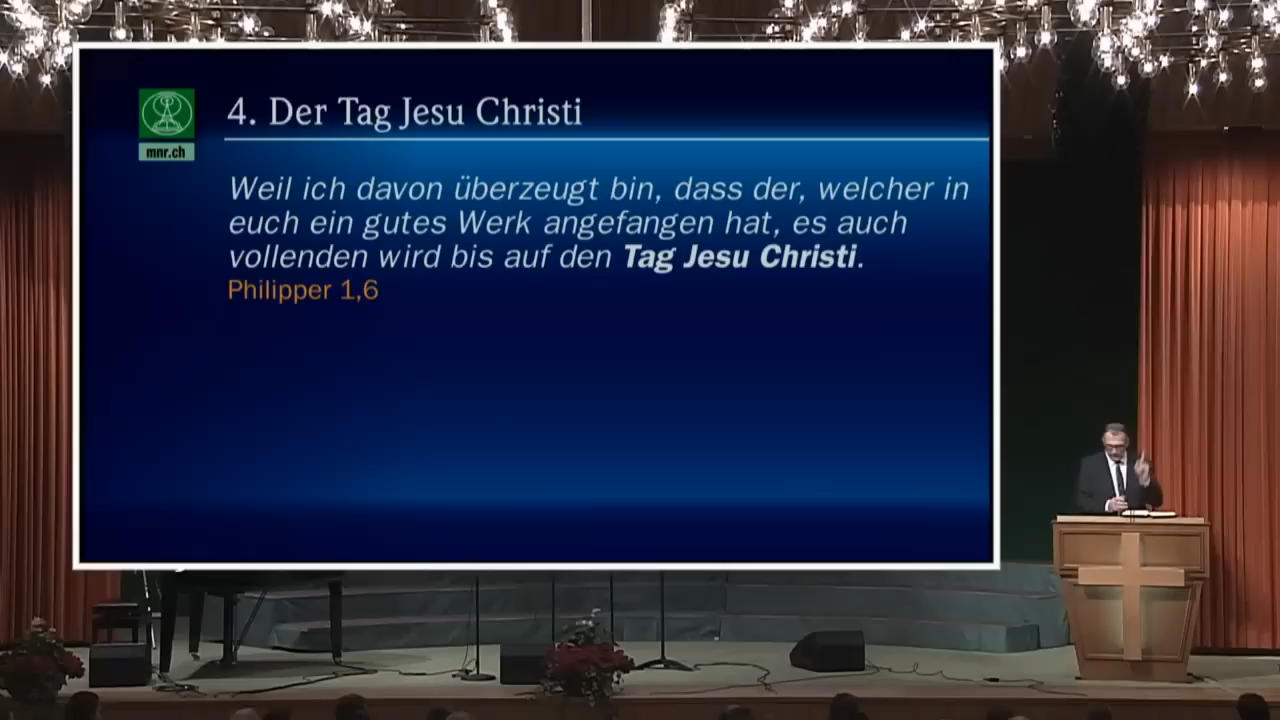 4. Der Tag Jesu Christi
mnr.ch
Weil ich davon überzeugt bin, dass der, welcher in
euch ein gutes Werk angefangen hat, es auch
vollenden wird bis auf den Tag Jesu Christi.
Philipper 1,6